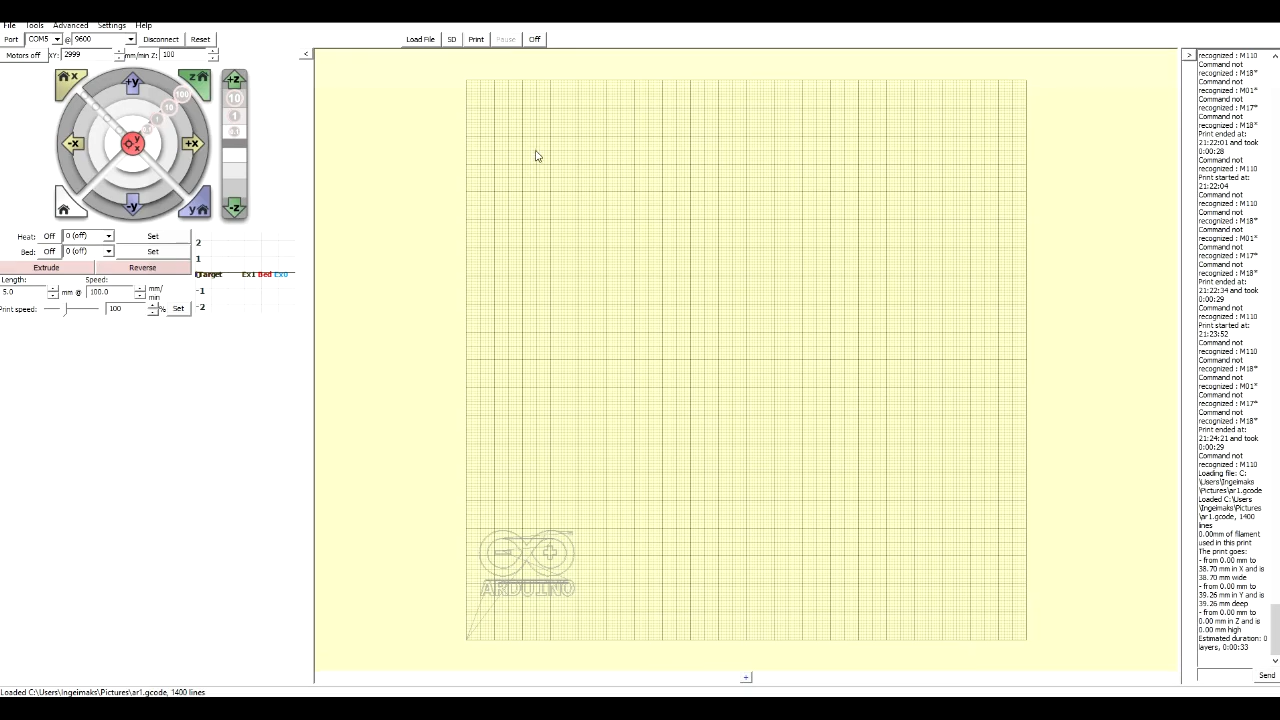 File Tools Advanced Settings Help
Port COM5 @ 9600 Disconnect Reset
Load File SD Print Pause Off
Motors off XY: 2999 mm/min Z: 100
<
>
x
+y
z
+z
100
10
10
1
1
-x
y
x
+x
-y
y
-z
Heat: Off 0 (off) Set
Bed: Off 0 (off) Set
Extrude Reverse
Length: Speed:
5.0 mm @ 100.0 mm/
min
Print speed: 100 % Set
2
1
Target Ex1 Bed Ex0
-1
-2
ARDUINO
recognized : M110
Command not
recognized : M18*
Command not
recognized : M01*
Command not
recognized : M17*
Command not
recognized : M18*
Print ended at:
21:22:01 and took
0:00:28
Command not
recognized : M110
Print started at:
21:22:04
Command not
recognized : M110
Command not
recognized : M18*
Command not
recognized : M01*
Command not
recognized : M17*
Command not
recognized : M18*
Print ended at:
21:22:34 and took
0:00:29
Command not
recognized : M110
Print started at:
21:23:52
Command not
recognized : M110
Command not
recognized : M18*
Command not
recognized : M01*
Command not
recognized : M17*
Command not
recognized : M18*
Print ended at:
21:24:21 and took
0:00:29
Command not
recognized : M110
Loading file: C:
\Users\Ingeimaks
\Pictures\ar1.gcode
Loaded C:\Users
\Ingeimaks\Pictures
\ar1.gcode, 1400
lines
0.00mm of filament
used in this print
The print goes:
- from 0.00 mm to
38.70 mm in X and is
38.70 mm wide
- from 0.00 mm to
39.26 mm in Y and is
39.26 mm deep
- from 0.00 mm to
0.00 mm in Z and is
0.00 mm high
Estimated duration: 0
layers, 0:00:33
Send
+
Loaded C:\Users\Ingeimaks\Pictures\ar1.gcode, 1400 lines